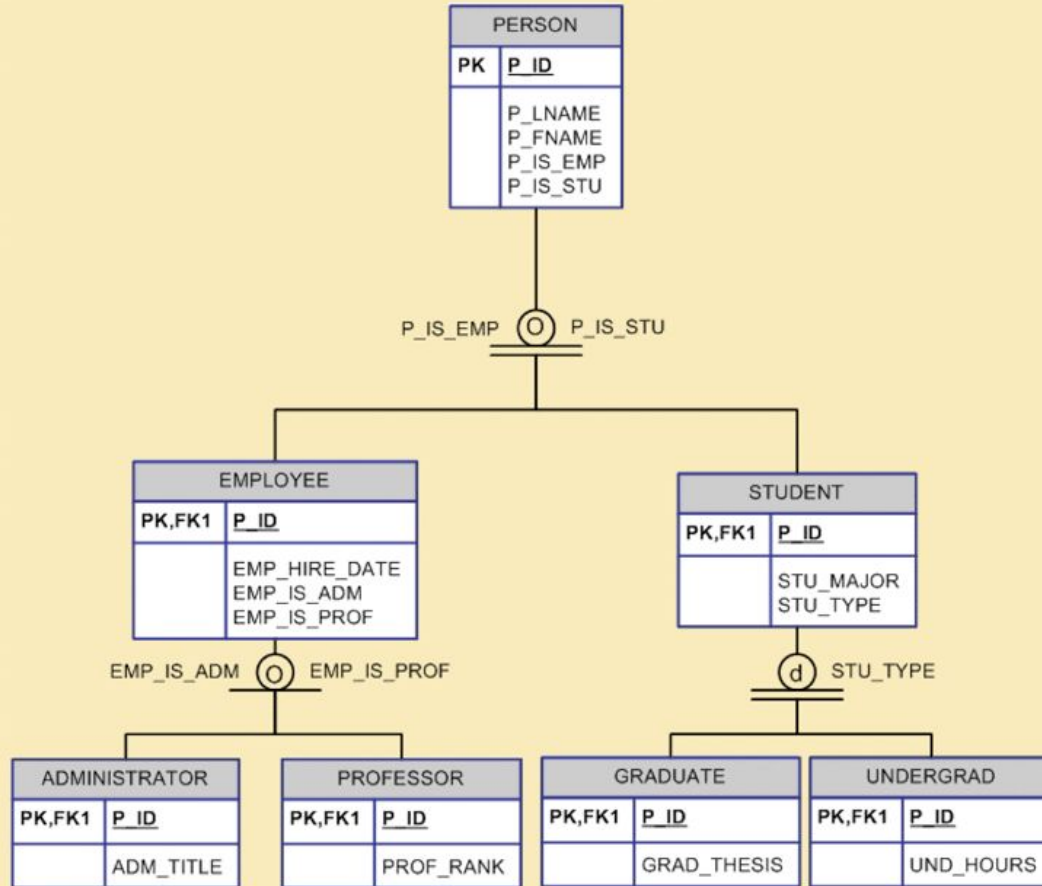 PERSON
PK P_ID
P_LNAME
P_FNAME
P_IS_EMP
P_IS_STU
P_IS_EMP O P_IS_STU
EMPLOYEE
PK,FK1 P_ID
EMP_HIRE_DATE
EMP_IS_ADM
EMP_IS_PROF
STUDENT
PK,FK1 P_ID
STU_MAJOR
STU_TYPE
EMP_IS_ADM O EMP_IS_PROF
d STU_TYPE
ADMINISTRATOR
PK,FK1 P_ID
ADM_TITLE
PROFESSOR
PK,FK1 P_ID
PROF_RANK
GRADUATE
PK,FK1 P_ID
GRAD_THESIS
UNDERGRAD
PK,FK1 P_ID
UND_HOURS